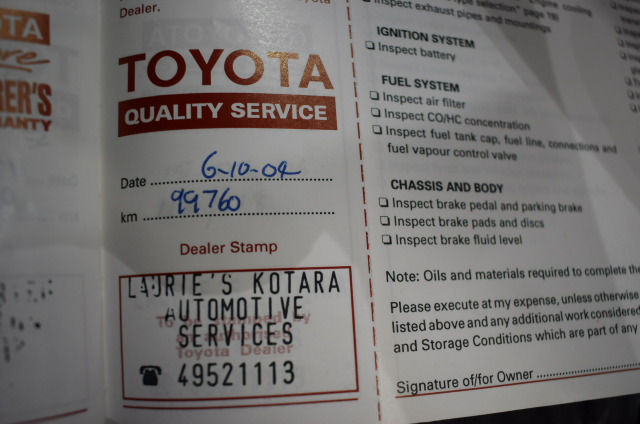 TA
RER'S
RANTY
Dealer.
TOYOTA
QUALITY SERVICE
Date 6-10-04
km 99760
Dealer Stamp
LAURIE'S KOTARA
AUTOMOTIVE
SERVICES
Toyota Dealer
☎ 49521113
Inspect exhaust pipes and mountings
IGNITION SYSTEM
❑ Inspect battery
FUEL SYSTEM
❑ Inspect air filter
❑ Inspect CO/HC concentration
❑ Inspect fuel tank cap, fuel line, connections and
fuel vapour control valve
CHASSIS AND BODY
❑ Inspect brake pedal and parking brake
❑ Inspect brake pads and discs
❑ Inspect brake fluid level
Note: Oils and materials required to complete the
Please execute at my expense, unless otherwise
listed above and any additional work considered
and Storage Conditions which are part of any
Signature of/for Owner